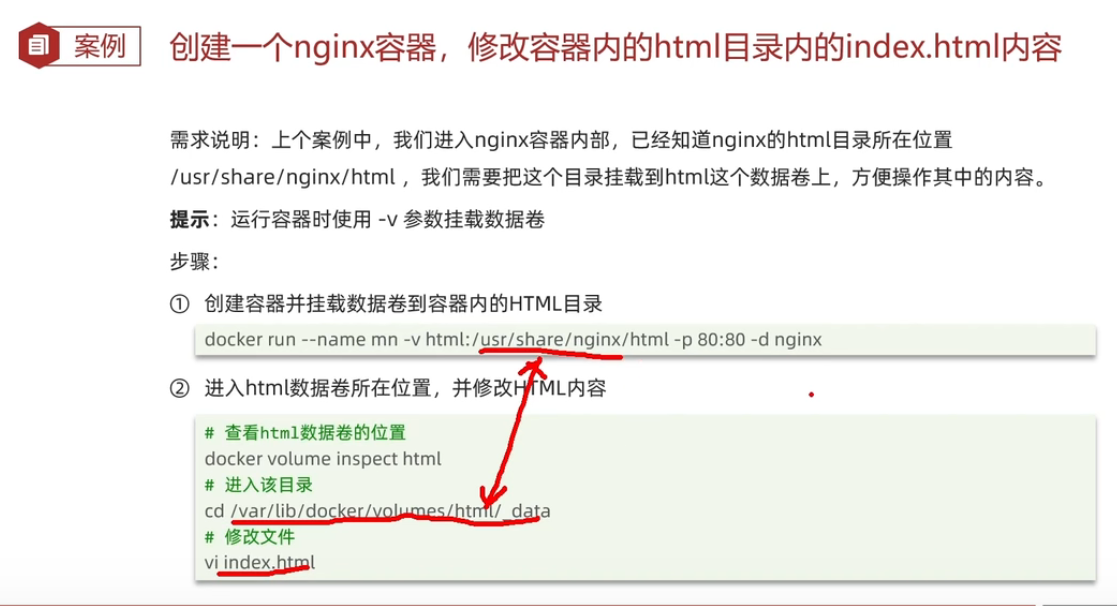 案例
创建一个nginx容器，修改容器内的html目录内的index.html内容
需求说明：上个案例中，我们进入nginx容器内部，已经知道nginx的html目录所在位置
/usr/share/nginx/html ，我们需要把这个目录挂载到html这个数据卷上，方便操作其中的内容。
提示：运行容器时使用 -v 参数挂载数据卷
步骤：
① 创建容器并挂载数据卷到容器内的HTML目录
docker run --name mn -v html:/usr/share/nginx/html -p 80:80 -d nginx
② 进入html数据卷所在位置，并修改HTML内容
# 查看html数据卷的位置
docker volume inspect html
# 进入该目录
cd /var/lib/docker/volumes/html/_data
# 修改文件
vi index.html